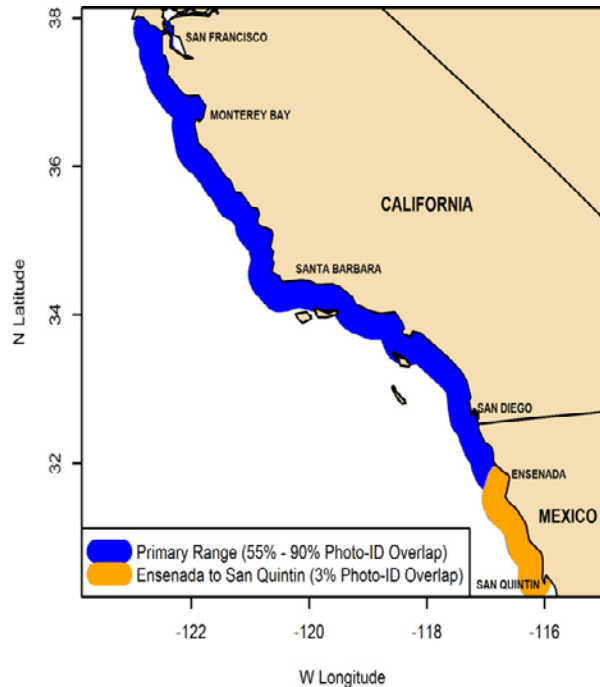 38
SAN FRANCISCO
MONTEREY BAY
36
CALIFORNIA
SANTA BARBARA
34
N Latitude
SAN DIEGO
32
ENSENADA
MEXICO
Primary Range (55% - 90% Photo-ID Overlap)
Ensenada to San Quintin (3% Photo-ID Overlap)
SAN QUINTIN
-122 -120 -118 -116
W Longitude